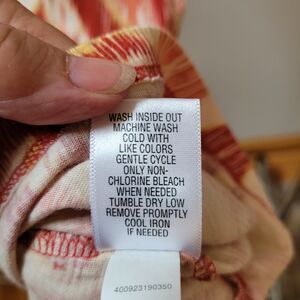 WASH INSIDE OUT
MACHINE WASH
COLD WITH
LIKE COLORS
GENTLE CYCLE
ONLY NON-
CHLORINE BLEACH
WHEN NEEDED
TUMBLE DRY LOW
REMOVE PROMPTLY
COOL IRON
IF NEEDED
400923190350